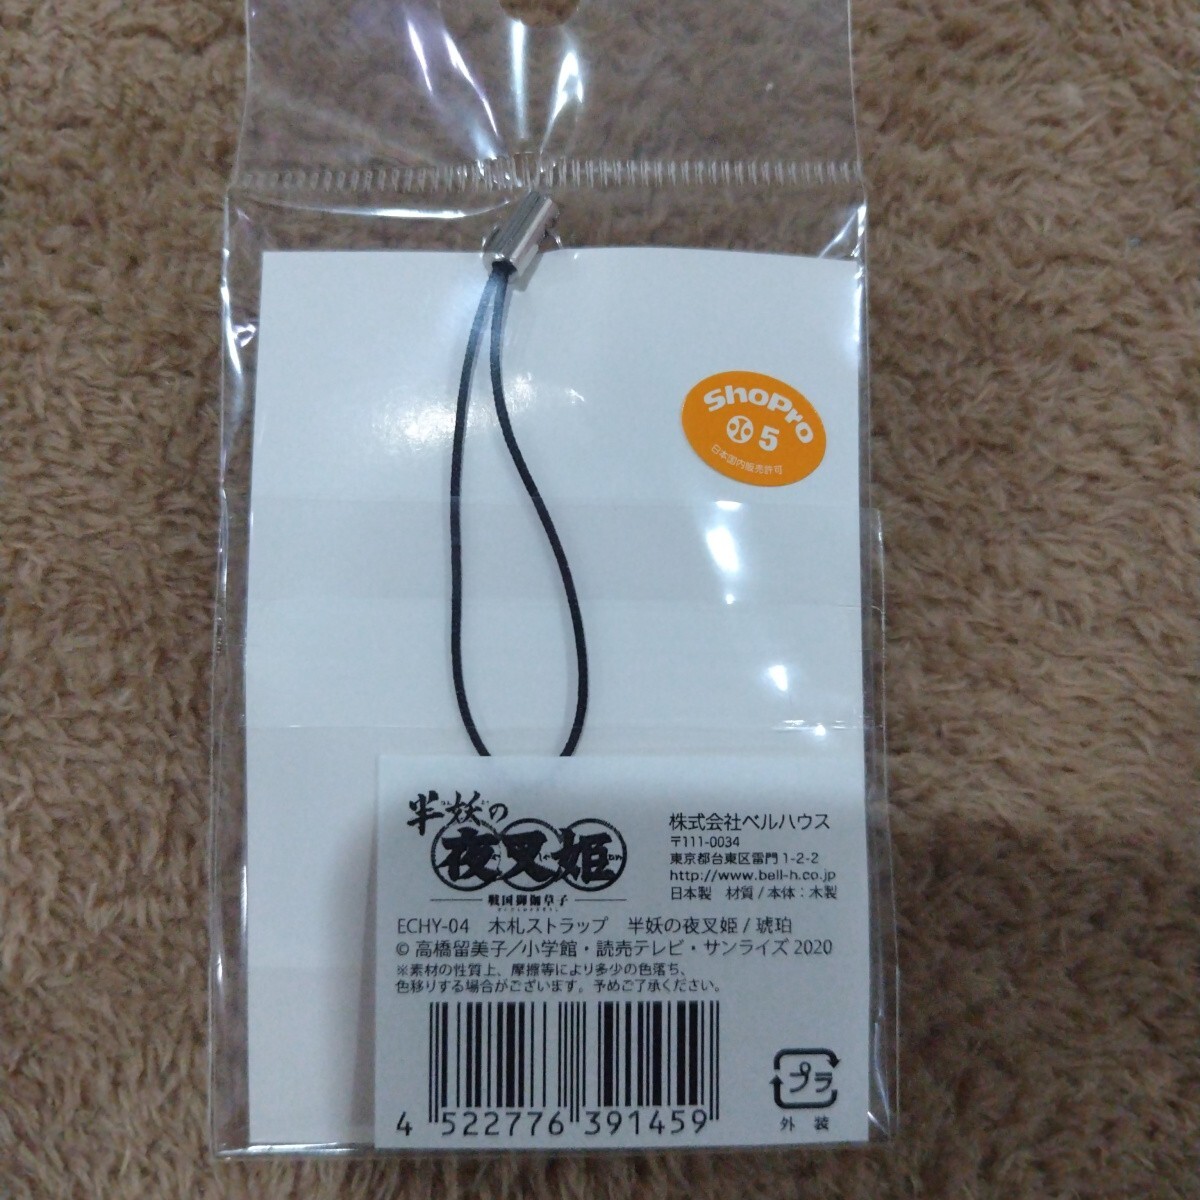 ShoPro
5
日本国内販売許可
半妖の
夜叉姫
戦国御伽草子
株式会社ベルハウス
〒111-0034
東京都台東区雷門1-2-2
http://www.bell-h.co.jp
日本製 材質/本体:木製
ECHY-04 木札ストラップ 半妖の夜叉姫/琥珀
© 高橋留美子/小学館・読売テレビ・サンライズ 2020
※素材の性質上、摩擦等により多少の色落ち、
色移りする場合がございます。予めご了承ください。
4 522776 391459
プラ
外装